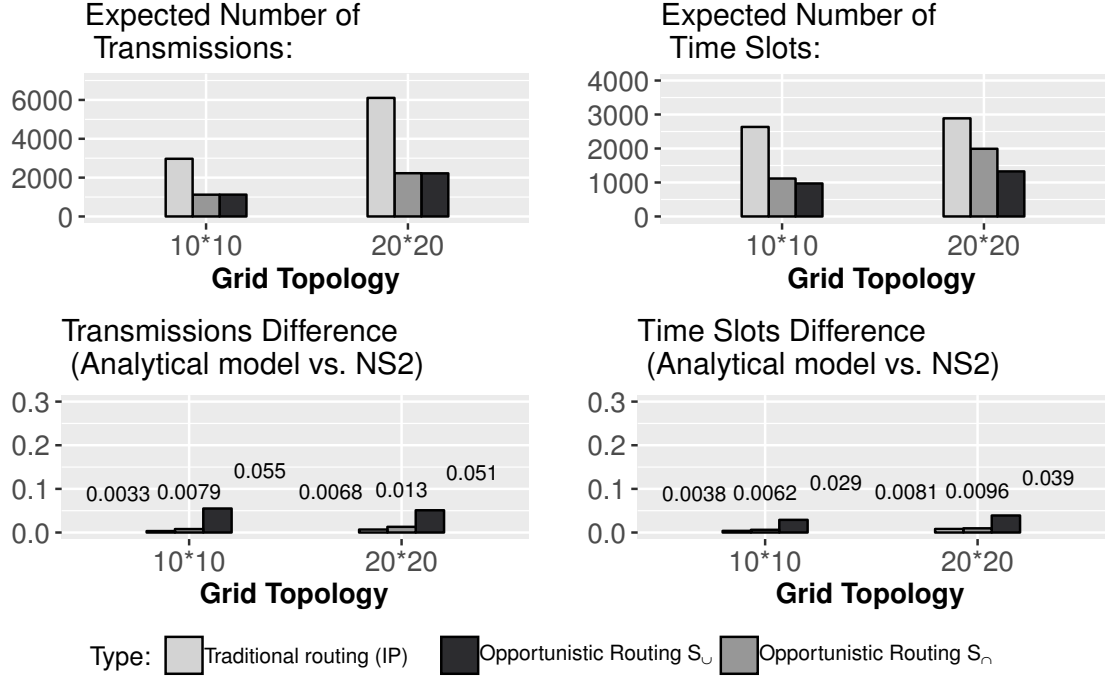 Expected Number of
Transmissions:
6000
4000
2000
0
10*10
20*20
Grid Topology
Expected Number of
Time Slots:
4000
3000
2000
1000
0
10*10
20*20
Grid Topology
Transmissions Difference
(Analytical model vs. NS2)
0.3
0.2
0.1
0.0
0.0033
0.0079
0.055
0.0068
0.013
0.051
10*10
20*20
Grid Topology
Time Slots Difference
(Analytical model vs. NS2)
0.3
0.2
0.1
0.0
0.0038
0.0062
0.029
0.0081
0.0096
0.039
10*10
20*20
Grid Topology
Type: Traditional routing (IP) Opportunistic Routing S∪ Opportunistic Routing S∩